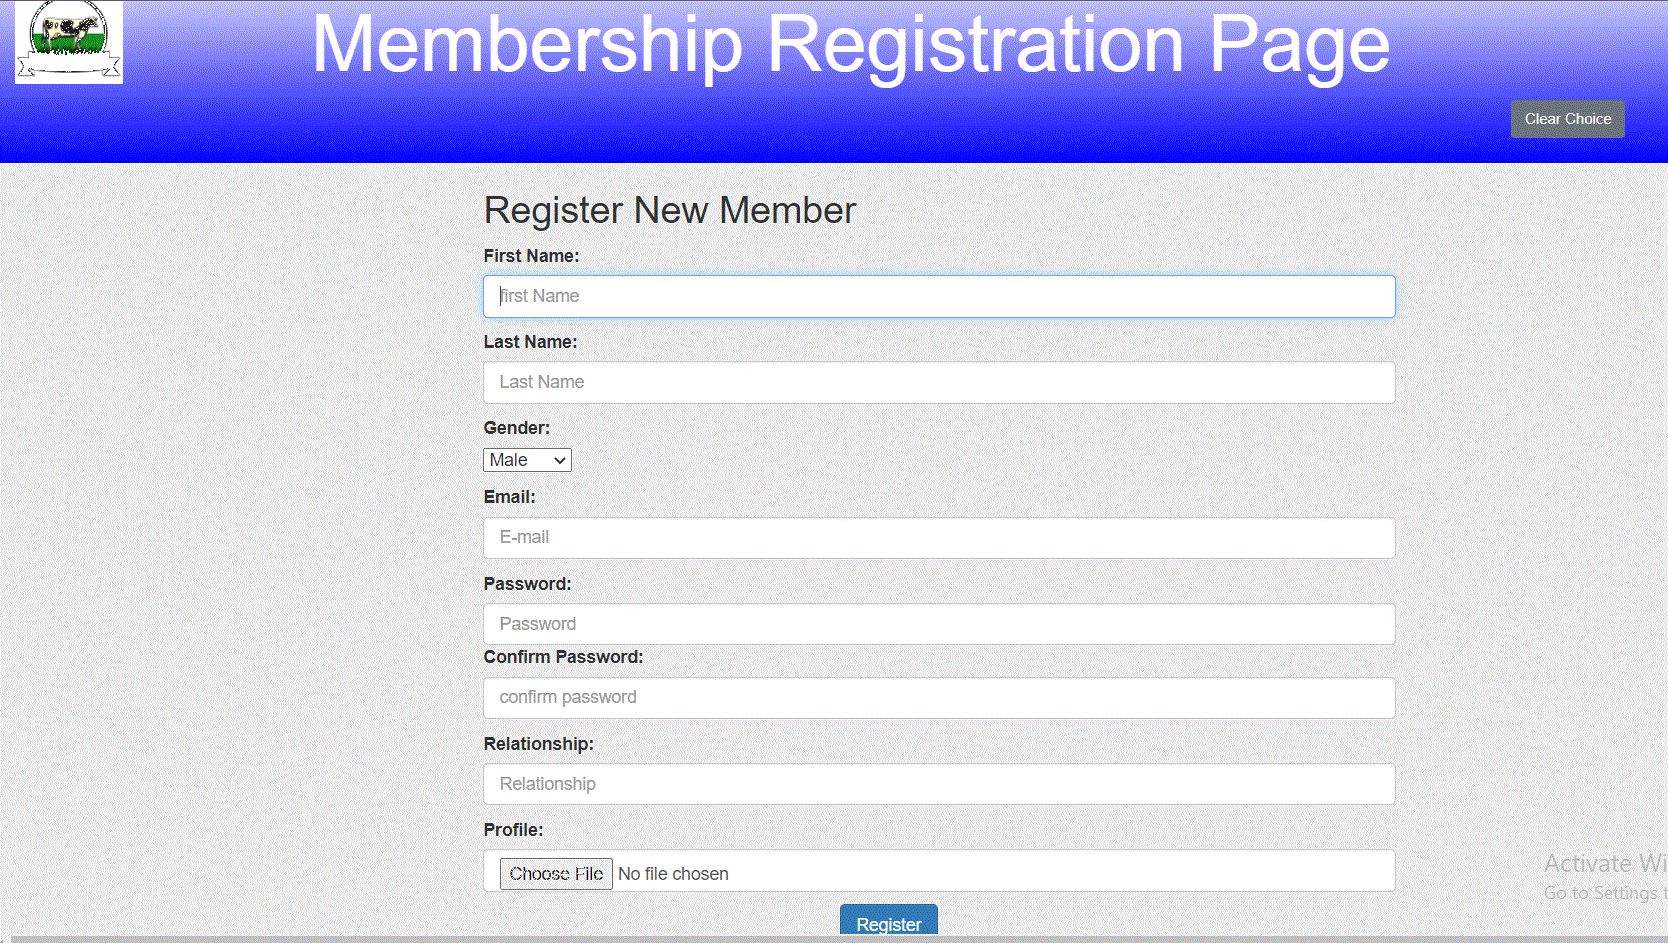 Membership Registration Page
Clear Choice
Register New Member
First Name:
first Name
Last Name:
Last Name
Gender:
Male
Email:
E-mail
Password:
Password
Confirm Password:
confirm password
Relationship:
Relationship
Profile:
Choose File No file chosen
Register
Activate Wi
Go to Settings t